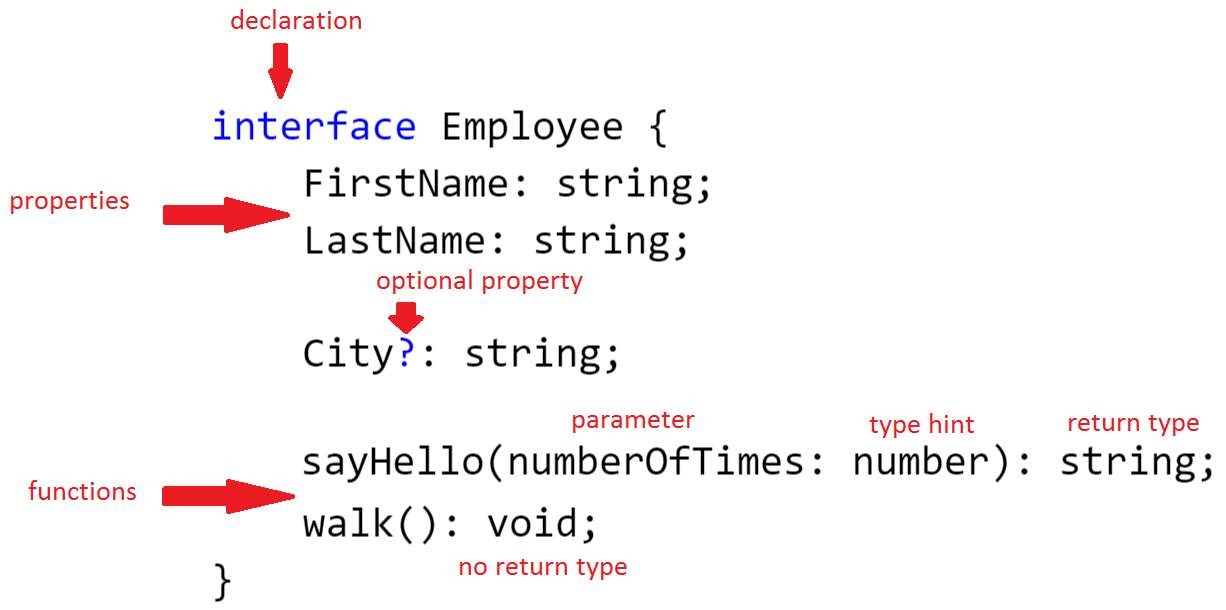 declaration
interface Employee {
properties
FirstName: string;
LastName: string;
optional property
City?: string;
parameter type hint return type
sayHello(numberOfTimes: number): string;
functions
walk(): void;
no return type
}